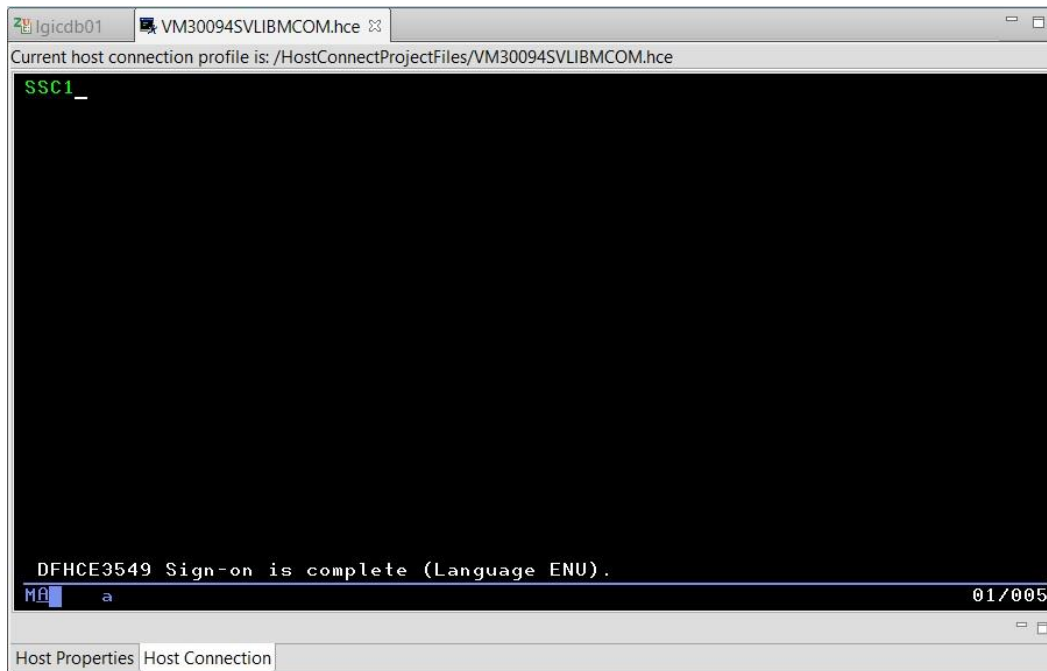 lgicdb01 VM30094SVLIBMCOM.hce
Current host connection profile is: /HostConnectProjectFiles/VM30094SVLIBMCOM.hce
SSC1_
DFHCE3549 Sign-on is complete (Language ENU).
MA a 01/005
Host Properties Host Connection